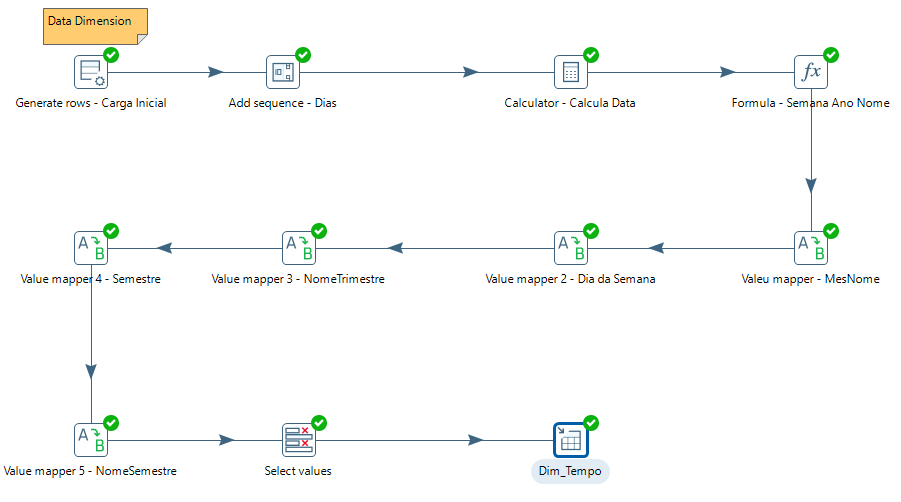 Data Dimension
Generate rows - Carga Inicial
Add sequence - Dias
Calculator - Calcula Data
fx
Formula - Semana Ano Nome
A B
A B
A B
A B
Value mapper 4 - Semestre
Value mapper 3 - NomeTrimestre
Value mapper 2 - Dia da Semana
Valeu mapper - MesNome
A B
Value mapper 5 - NomeSemestre
Select values
Dim_Tempo